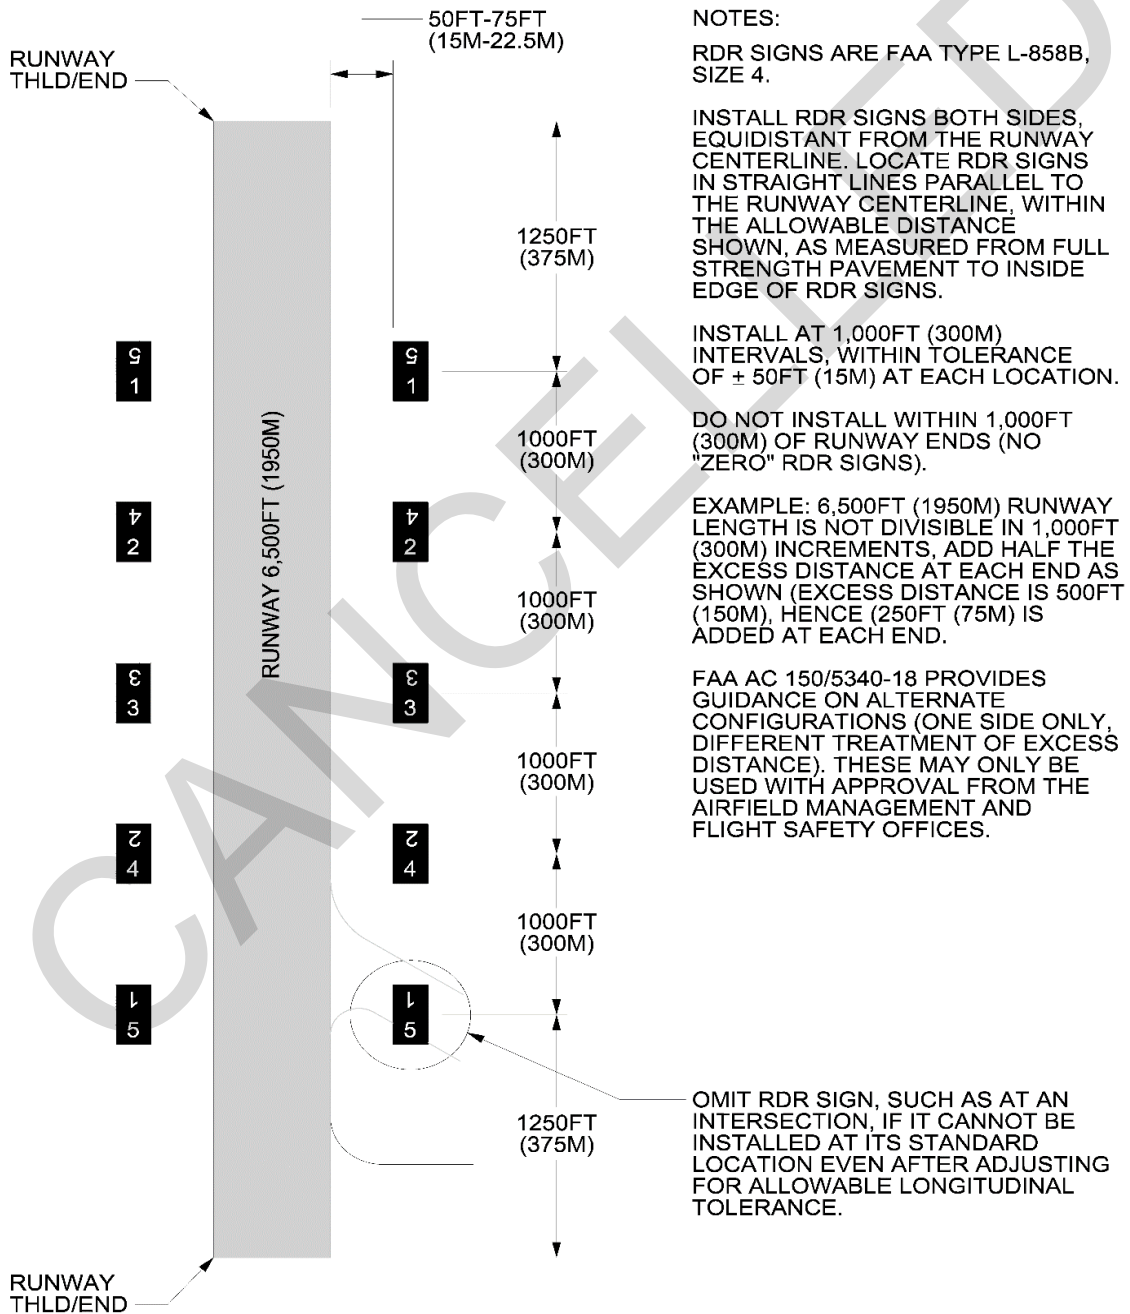 50FT-75FT
(15M-22.5M)
RUNWAY
THLD/END
1250FT
(375M)
5
1
5
1
1000FT
(300M)
RUNWAY 6,500FT (1950M)
4
2
4
2
1000FT
(300M)
3
3
3
3
1000FT
(300M)
2
4
2
4
1000FT
(300M)
1
5
1
5
1250FT
(375M)
RUNWAY
THLD/END
NOTES:
RDR SIGNS ARE FAA TYPE L-858B,
SIZE 4.
INSTALL RDR SIGNS BOTH SIDES,
EQUIDISTANT FROM THE RUNWAY
CENTERLINE. LOCATE RDR SIGNS
IN STRAIGHT LINES PARALLEL TO
THE RUNWAY CENTERLINE, WITHIN
THE ALLOWABLE DISTANCE
SHOWN, AS MEASURED FROM FULL
STRENGTH PAVEMENT TO INSIDE
EDGE OF RDR SIGNS.
INSTALL AT 1,000FT (300M)
INTERVALS, WITHIN TOLERANCE
OF ± 50FT (15M) AT EACH LOCATION.
DO NOT INSTALL WITHIN 1,000FT
(300M) OF RUNWAY ENDS (NO
"ZERO" RDR SIGNS).
EXAMPLE: 6,500FT (1950M) RUNWAY
LENGTH IS NOT DIVISIBLE IN 1,000FT
(300M) INCREMENTS, ADD HALF THE
EXCESS DISTANCE AT EACH END AS
SHOWN (EXCESS DISTANCE IS 500FT
(150M), HENCE (250FT (75M) IS
ADDED AT EACH END.
FAA AC 150/5340-18 PROVIDES
GUIDANCE ON ALTERNATE
CONFIGURATIONS (ONE SIDE ONLY,
DIFFERENT TREATMENT OF EXCESS
DISTANCE). THESE MAY ONLY BE
USED WITH APPROVAL FROM THE
AIRFIELD MANAGEMENT AND
FLIGHT SAFETY OFFICES.
OMIT RDR SIGN, SUCH AS AT AN
INTERSECTION, IF IT CANNOT BE
INSTALLED AT ITS STANDARD
LOCATION EVEN AFTER ADJUSTING
FOR ALLOWABLE LONGITUDINAL
TOLERANCE.
CANCELLED